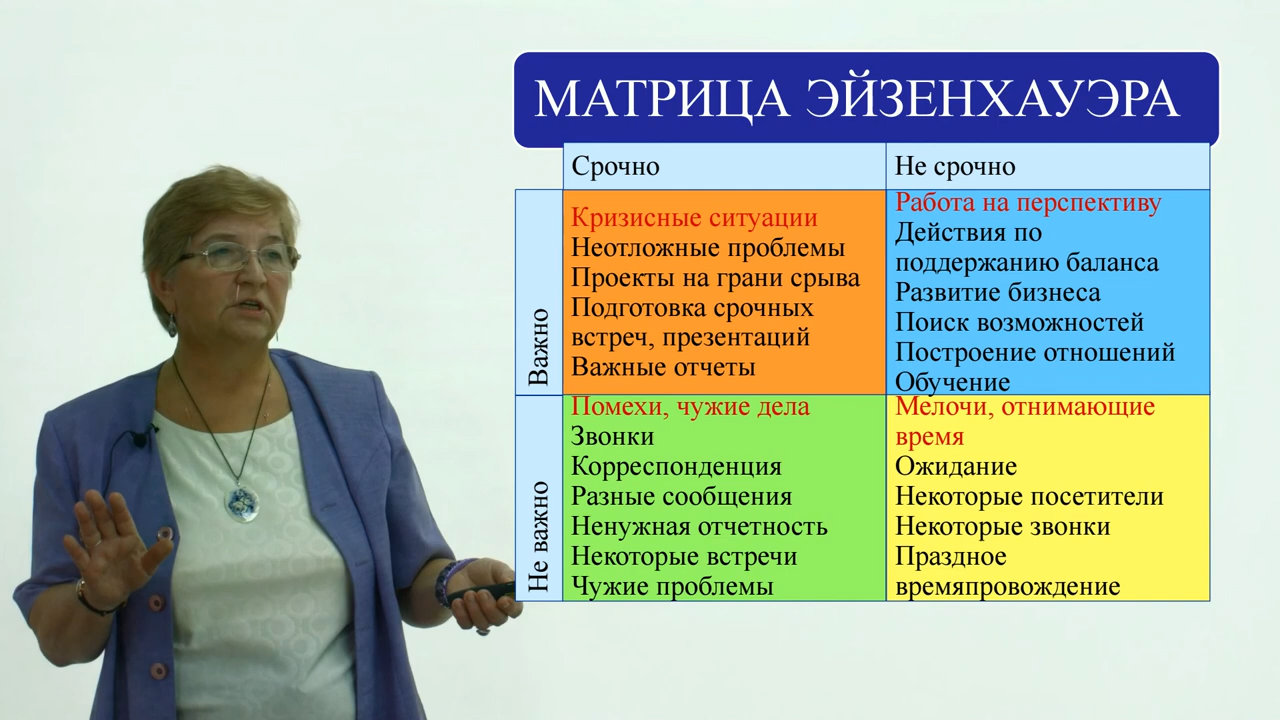 МАТРИЦА ЭЙЗЕНХАУЭРА
Срочно
Не срочно
Важно
Кризисные ситуации
Неотложные проблемы
Проекты на грани срыва
Подготовка срочных
встреч, презентаций
Важные отчеты
Работа на перспективу
Действия по
поддержанию баланса
Развитие бизнеса
Поиск возможностей
Построение отношений
Обучение
Не важно
Помехи, чужие дела
Звонки
Корреспонденция
Разные сообщения
Ненужная отчетность
Некоторые встречи
Чужие проблемы
Мелочи, отнимающие
время
Ожидание
Некоторые посетители
Некоторые звонки
Праздное
времяпровождение